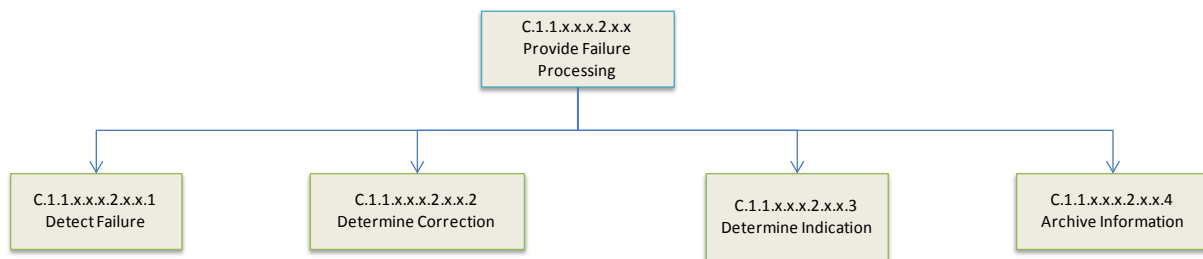 C.1.1.x.x.x.2.x.x
Provide Failure
Processing
C.1.1.x.x.x.2.x.x.1
Detect Failure
C.1.1.x.x.x.2.x.x.2
Determine Correction
C.1.1.x.x.x.2.x.x.3
Determine Indication
C.1.1.x.x.x.2.x.x.4
Archive Information